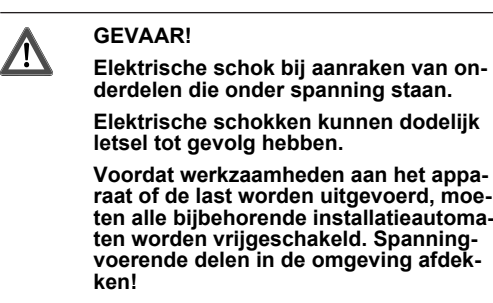 GEVAAR!
Elektrische schok bij aanraken van on-
derdelen die onder spanning staan.
Elektrische schokken kunnen dodelijk
letsel tot gevolg hebben.
Voordat werkzaamheden aan het appa-
raat of de last worden uitgevoerd, moe-
ten alle bijbehorende installatieautoma-
ten worden vrijgeschakeld. Spanning-
voerende delen in de omgeving afdek-
ken!